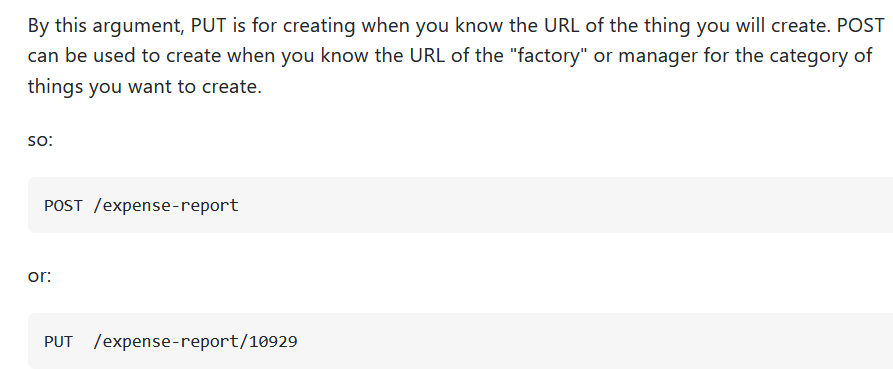 By this argument, PUT is for creating when you know the URL of the thing you will create. POST
can be used to create when you know the URL of the "factory" or manager for the category of
things you want to create.
so:
POST /expense-report
or:
PUT  /expense-report/10929